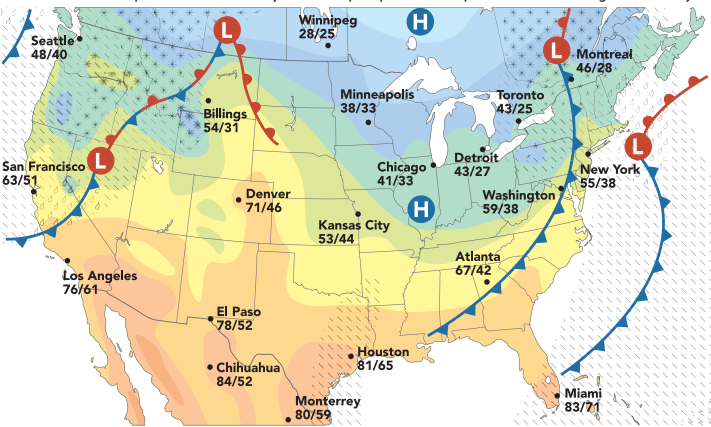 Winnipeg
28/25
H
L
L
Seattle
48/40
Montreal
46/28
Minneapolis
38/33
Toronto
43/25
Billings
54/31
L
L
San Francisco
63/51
Chicago
41/33
Detroit
43/27
New York
55/38
Denver
71/46
Washington
59/38
H
Kansas City
53/44
Atlanta
67/42
Los Angeles
76/61
El Paso
78/52
Houston
81/65
Chihuahua
84/52
Miami
83/71
Monterrey
80/59